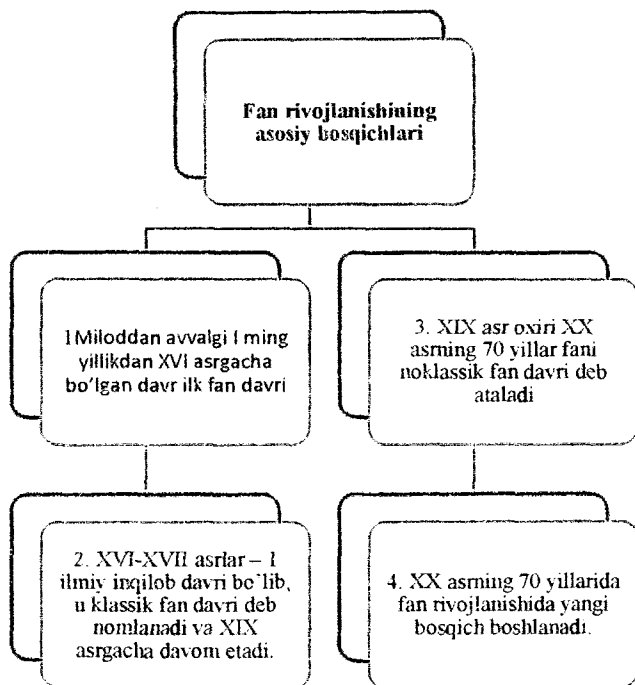 Fan rivojlanishining
asosiy bosqichlari
1Miloddan avvalgi I ming
yillikdan XVI asrgacha
bo'lgan davr ilk fan davri
2. XVI-XVII asrlar – I
ilmiy inqilob davri bo`lib,
u klassik fan davri deb
nomlanadi va XIX
asrgacha davom etadi.
3. XIX asr oxiri XX
asrning 70 yillar fani
noklassik fan davri deb
ataladi
4. XX asrning 70 yillarida
fan rivojlanishida yangi
bosqich boshlanadi.